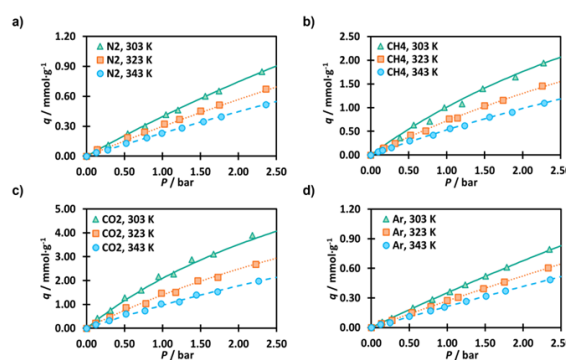 a)
q / mmol·g⁻¹
1.20
0.90
0.60
0.30
0.00
N2, 303 K
N2, 323 K
N2, 343 K
0.00 0.50 1.00 1.50 2.00 2.50
P / bar
b)
q / mmol·g⁻¹
2.50
2.00
1.50
1.00
0.50
0.00
CH4, 303 K
CH4, 323 K
CH4, 343 K
0.00 0.50 1.00 1.50 2.00 2.50
P / bar
c)
q / mmol·g⁻¹
5.00
4.00
3.00
2.00
1.00
0.00
CO2, 303 K
CO2, 323 K
CO2, 343 K
0.00 0.50 1.00 1.50 2.00 2.50
P / bar
d)
q / mmol·g⁻¹
1.20
0.90
0.60
0.30
0.00
Ar, 303 K
Ar, 323 K
Ar, 343 K
0.00 0.50 1.00 1.50 2.00 2.50
P / bar